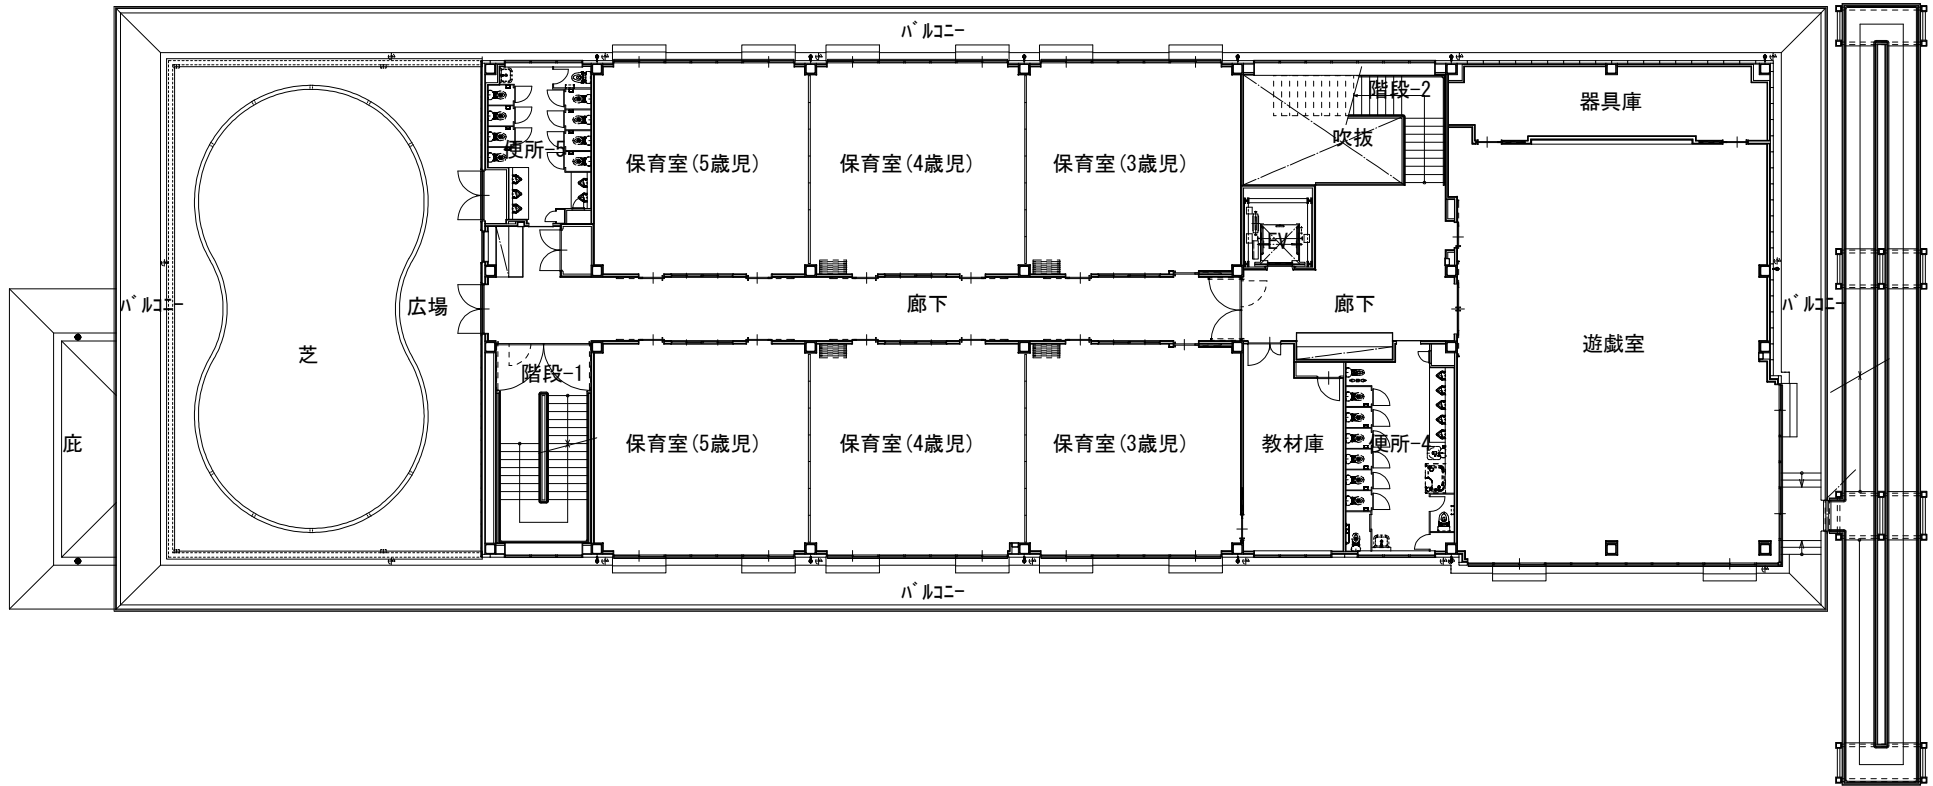 バルコニー
階段-2
器具庫
吹抜
便所-3
保育室(5歳児)
保育室(4歳児)
保育室(3歳児)
EV
バルコニー
広場
廊下
廊下
バルコニー
遊戯室
芝
階段-1
庇
保育室(5歳児)
保育室(4歳児)
保育室(3歳児)
教材庫
便所-4
バルコニー